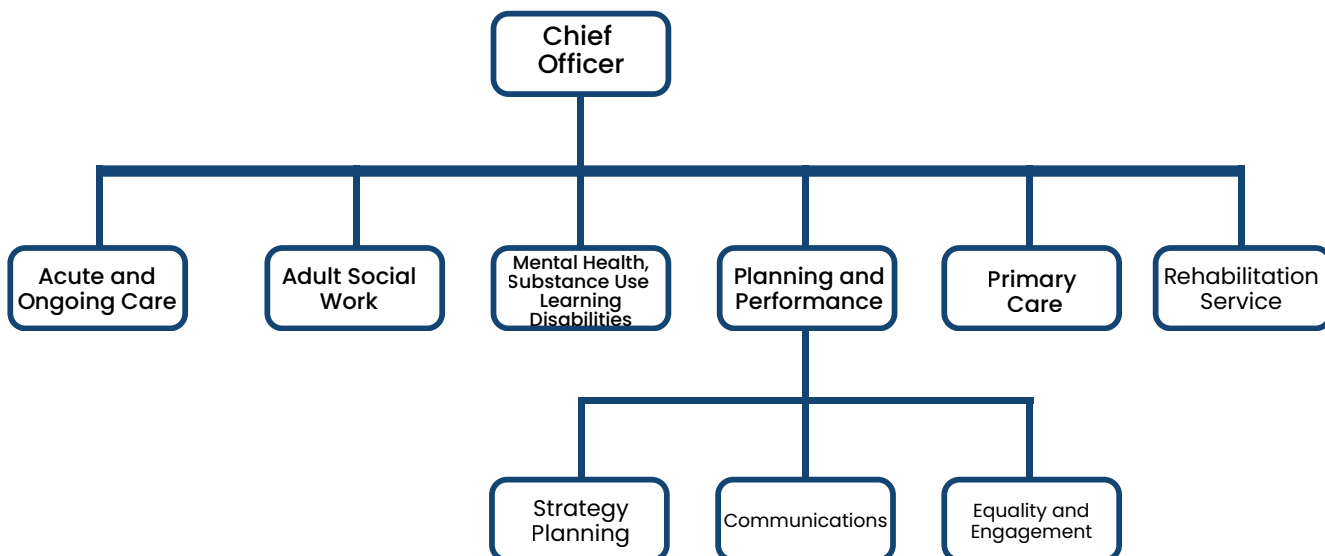 Chief
Officer
Acute and
Ongoing Care
Adult Social
Work
Mental Health,
Substance Use
Learning
Disabilities
Planning and
Performance
Primary
Care
Rehabilitation
Service
Strategy
Planning
Communications
Equality and
Engagement